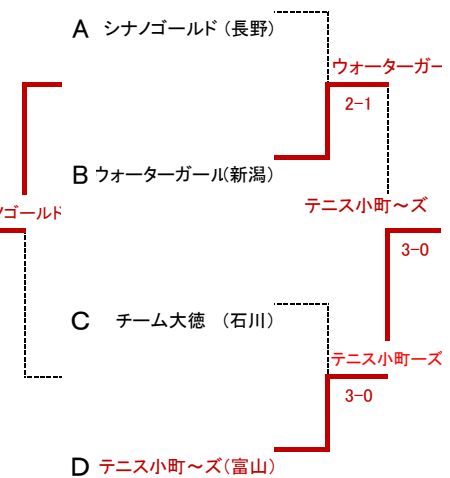 A シナノゴールド（長野）
ウォーターガー
2-1
B ウォーターガール(新潟)
ノゴールド
テニス小町～ズ
3-0
C チーム大徳 （石川）
テニス小町ーズ
3-0
D テニス小町～ズ(富山)